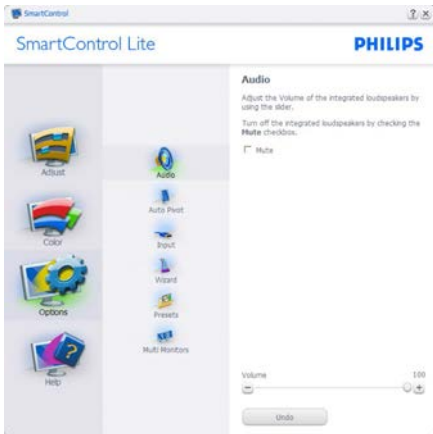 SmartControl
? ×
SmartControl Lite
PHILIPS
Adjust
Color
Options
Help
Audio
Auto Pivot
Input
Wizard
Presets
Multi Monitors
Audio
Adjust the Volume of the integrated loudspeakers by
using the slider.
Turn off the integrated loudspeakers by checking the
Mute checkbox.
Mute
Volume 100
Undo